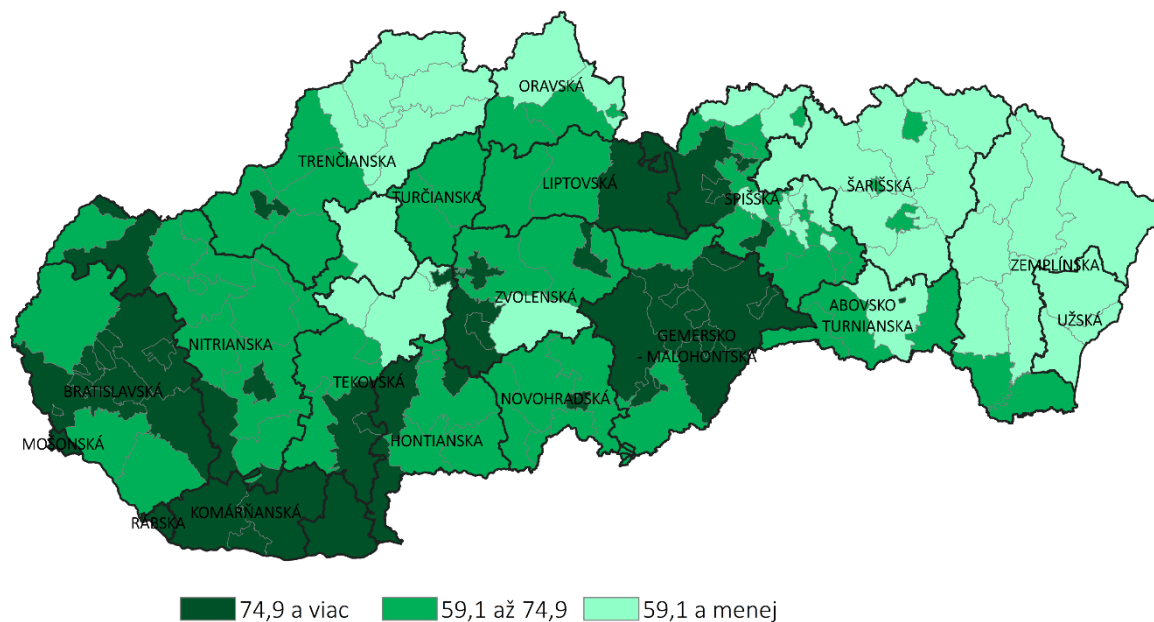 ORAVSKÁ
TRENČIANSKA
TURČIANSKA
LIPTOVSKÁ
SPIŠSKÁ
ŠARIŠSKÁ
ZEMPLÍNSKA
UŽSKÁ
ABOVSKO
TURNIANSKA
ZVOLENSKÁ
GEMERSKO
- MALOHONTSKÁ
NITRIANSKA
TEKOVSKÁ
BRATISLAVSKÁ
NOVOHRADSKÁ
HONTIANSKA
MOŠONSKÁ
RÁBSKA
KOMÁRŇANSKÁ
74,9 a viac
59,1 až 74,9
59,1 a menej